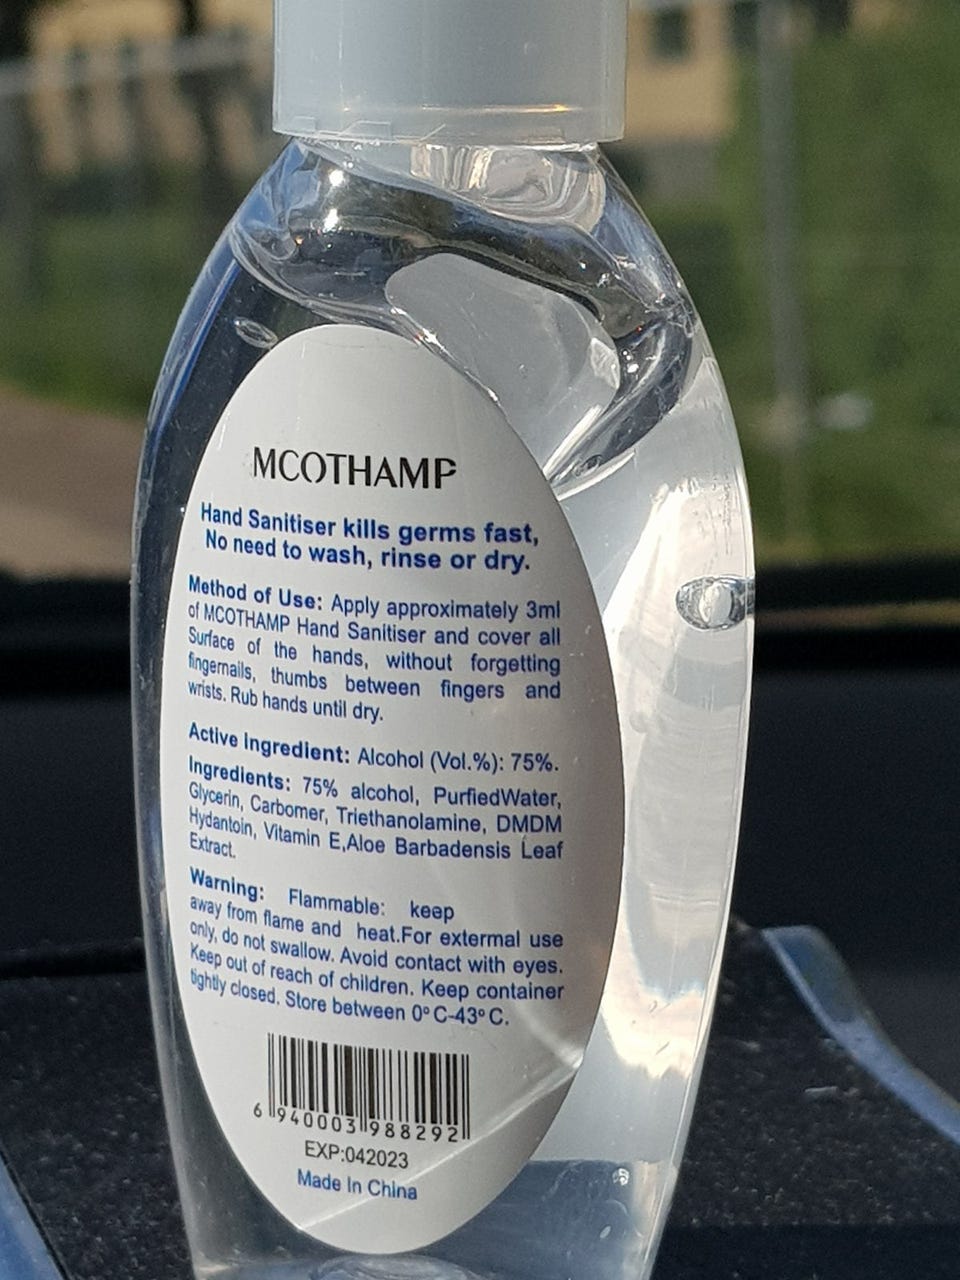 MCOTHAMP
Hand Sanitiser kills germs fast,
No need to wash, rinse or dry.
Method of Use: Apply approximately 3ml
of MCOTHAMP Hand Sanitiser and cover all
Surface of the hands, without forgetting
fingernails, thumbs between fingers and
wrists. Rub hands until dry.
Active ingredient: Alcohol (Vol.%): 75%.
Ingredients: 75% alcohol, PurfiedWater,
Glycerin, Carbomer, Triethanolamine, DMDM
Hydantoin, Vitamin E,Aloe Barbadensis Leaf
Extract.
Warning: Flammable: keep
away from flame and heat.For extermal use
only, do not swallow. Avoid contact with eyes.
Keep out of reach of children. Keep container
tightly closed. Store between 0°C-43°C.
6 940003 988292
EXP:042023
Made In China